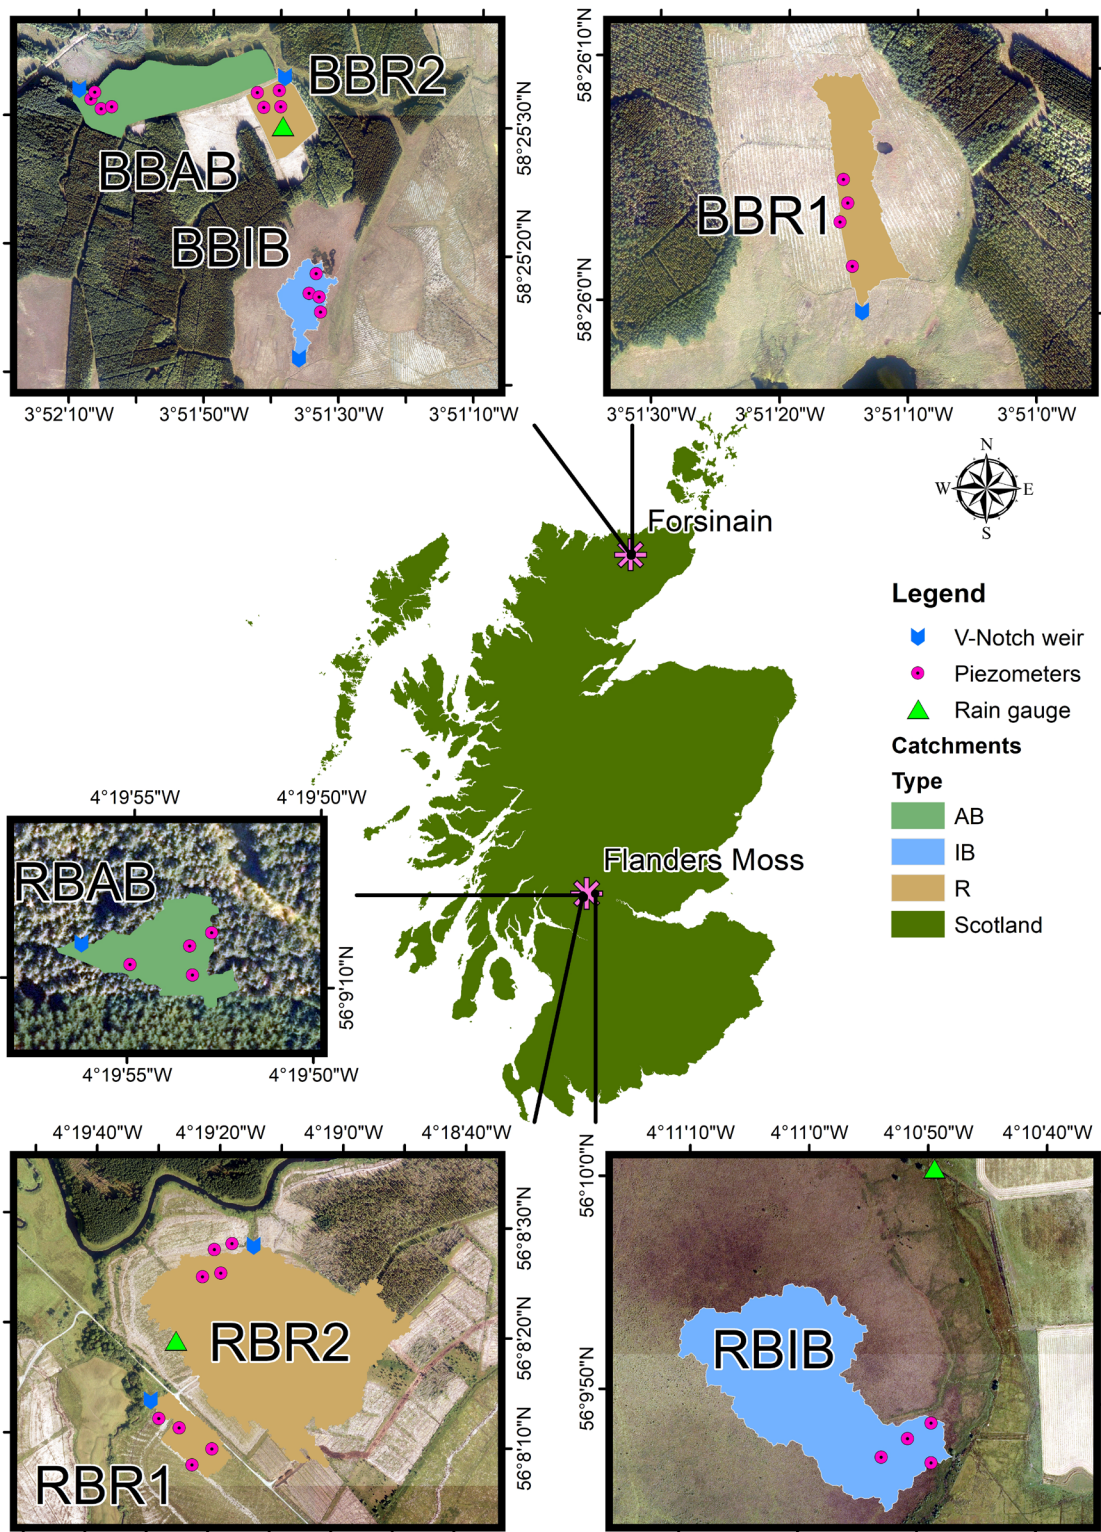 BBR2
BBAB
BBIB
58°25'30"N
58°25'20"N
3°52'10"W 3°51'50"W 3°51'30"W 3°51'10"W
58°26'10"N
BBR1
58°26'0"N
3°51'30"W 3°51'20"W 3°51'10"W 3°51'0"W
N
W E
S
Forsinain
Legend
V-Notch weir
Piezometers
Rain gauge
Catchments
Type
AB
IB
R
Scotland
Flanders Moss
4°19'55"W 4°19'50"W
RBAB
56°9'10"N
4°19'55"W 4°19'50"W
4°19'40"W 4°19'20"W 4°19'0"W 4°18'40"W
56°8'30"N
RBR2
56°8'20"N
56°8'10"N
RBR1
4°11'10"W 4°11'0"W 4°10'50"W 4°10'40"W
56°10'0"N
RBIB
56°9'50"N